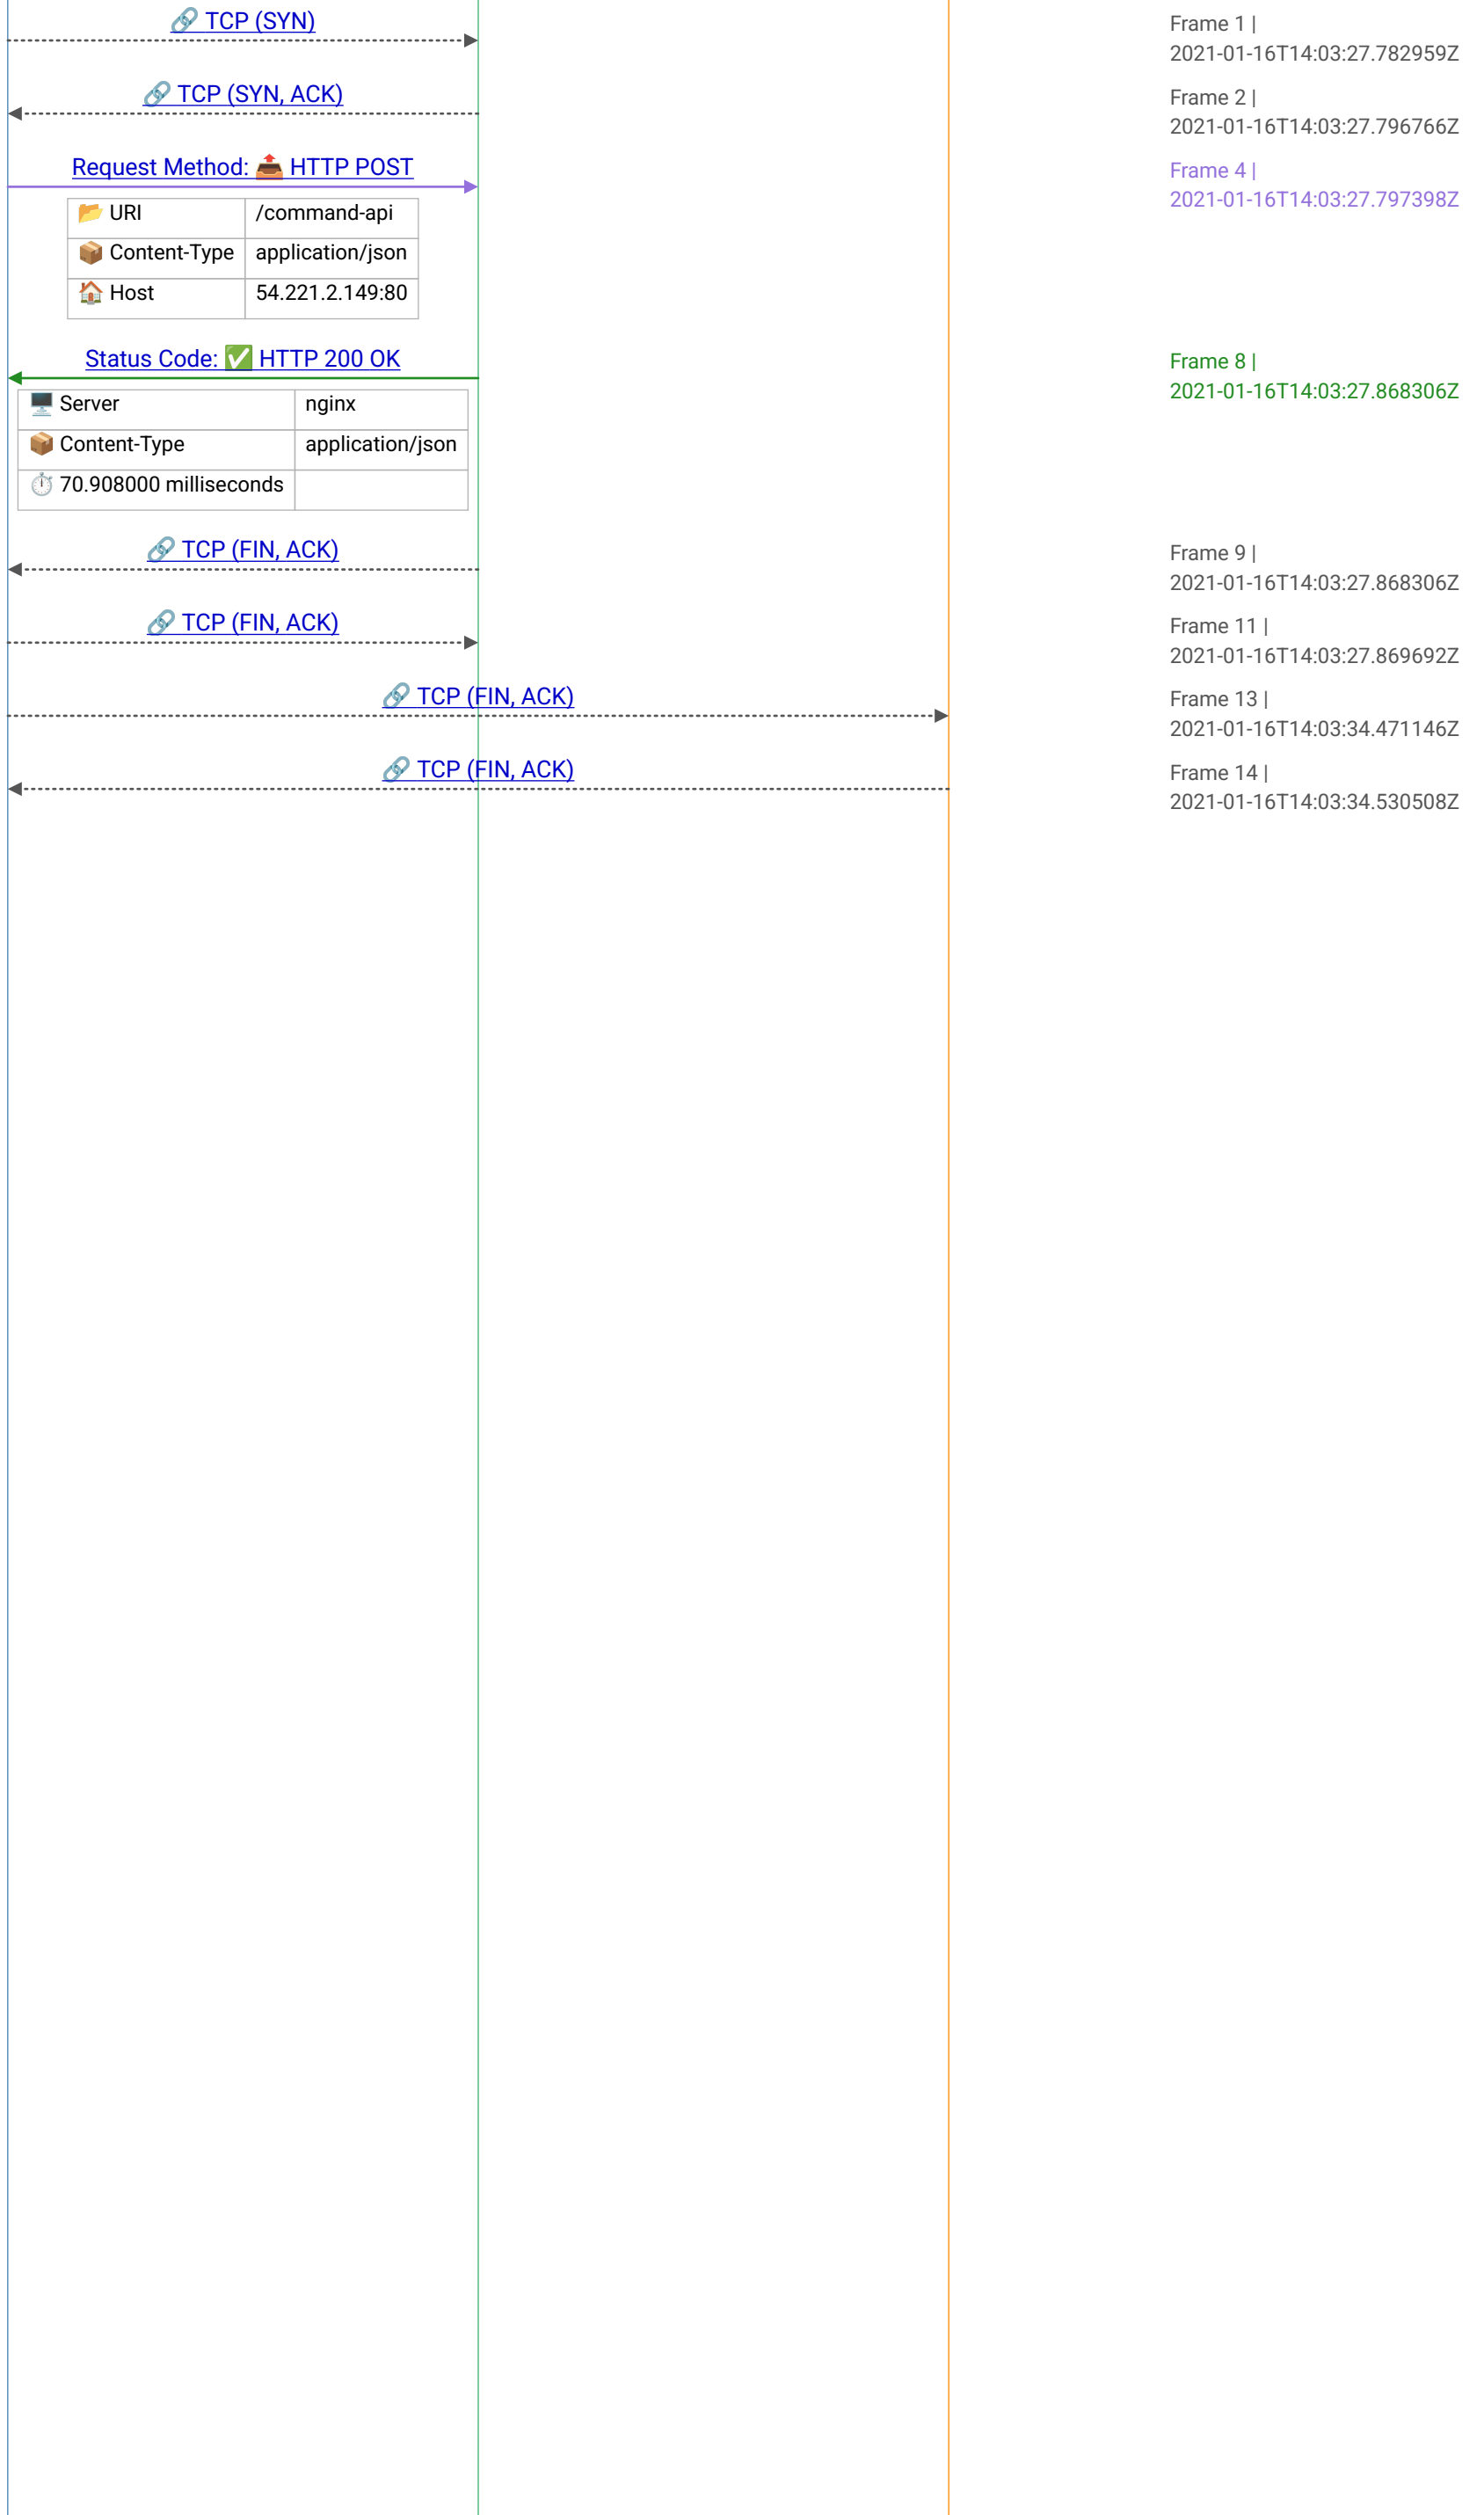 🔗 TCP (SYN)
Frame 1 |
2021-01-16T14:03:27.782959Z
🔗 TCP (SYN, ACK)
Frame 2 |
2021-01-16T14:03:27.796766Z
Request Method: 📤 HTTP POST
Frame 4 |
2021-01-16T14:03:27.797398Z
📂 URI /command-api
📦 Content-Type application/json
🏠 Host 54.221.2.149:80
Status Code: ✅ HTTP 200 OK
Frame 8 |
2021-01-16T14:03:27.868306Z
🖥️ Server nginx
📦 Content-Type application/json
⏱️ 70.908000 milliseconds
🔗 TCP (FIN, ACK)
Frame 9 |
2021-01-16T14:03:27.868306Z
🔗 TCP (FIN, ACK)
Frame 11 |
2021-01-16T14:03:27.869692Z
🔗 TCP (FIN, ACK)
Frame 13 |
2021-01-16T14:03:34.471146Z
🔗 TCP (FIN, ACK)
Frame 14 |
2021-01-16T14:03:34.530508Z